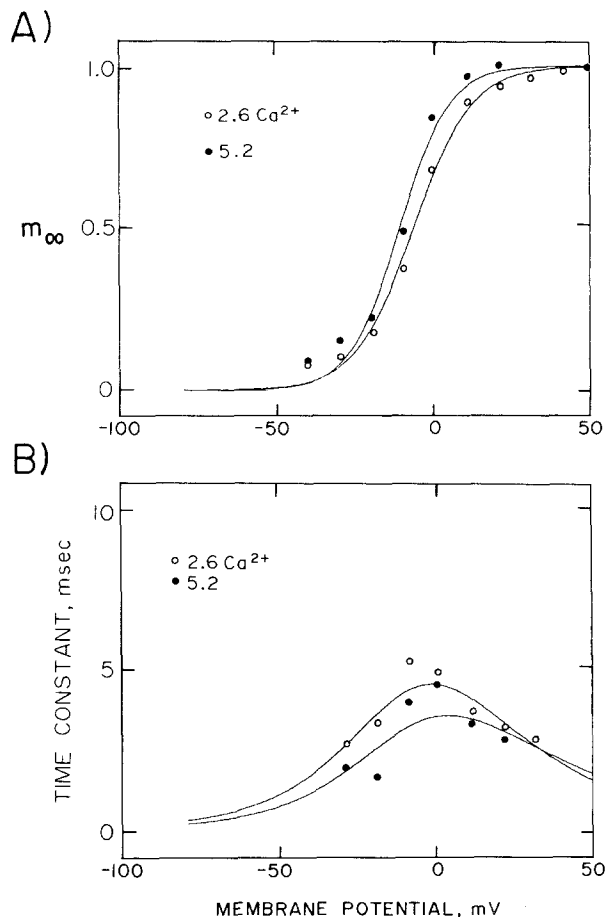 A)
1.0
○ 2.6 Ca²⁺
● 5.2
m∞
0.5
0
-100
-50
0
50
B)
10
○ 2.6 Ca²⁺
● 5.2
TIME CONSTANT, msec
5
0
-100
-50
0
50
MEMBRANE POTENTIAL, mV